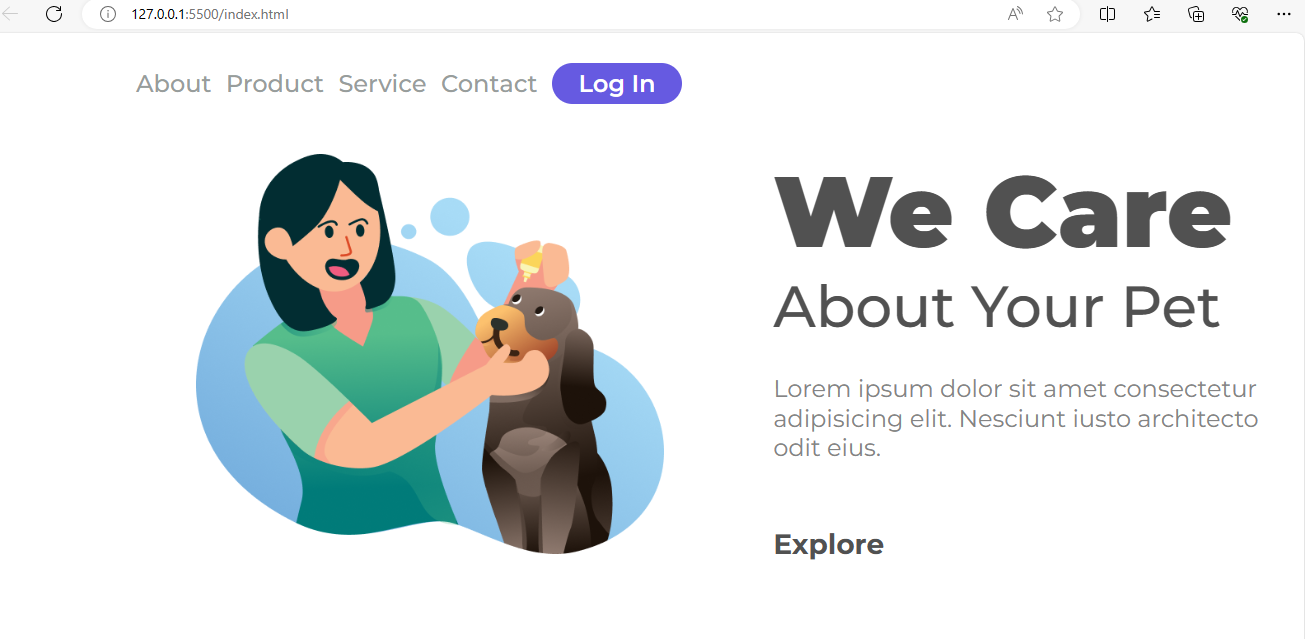 127.0.0.1:5500/index.html
About Product Service Contact Log In
We Care
About Your Pet
Lorem ipsum dolor sit amet consectetur
adipisicing elit. Nesciunt iusto architecto
odit eius.
Explore